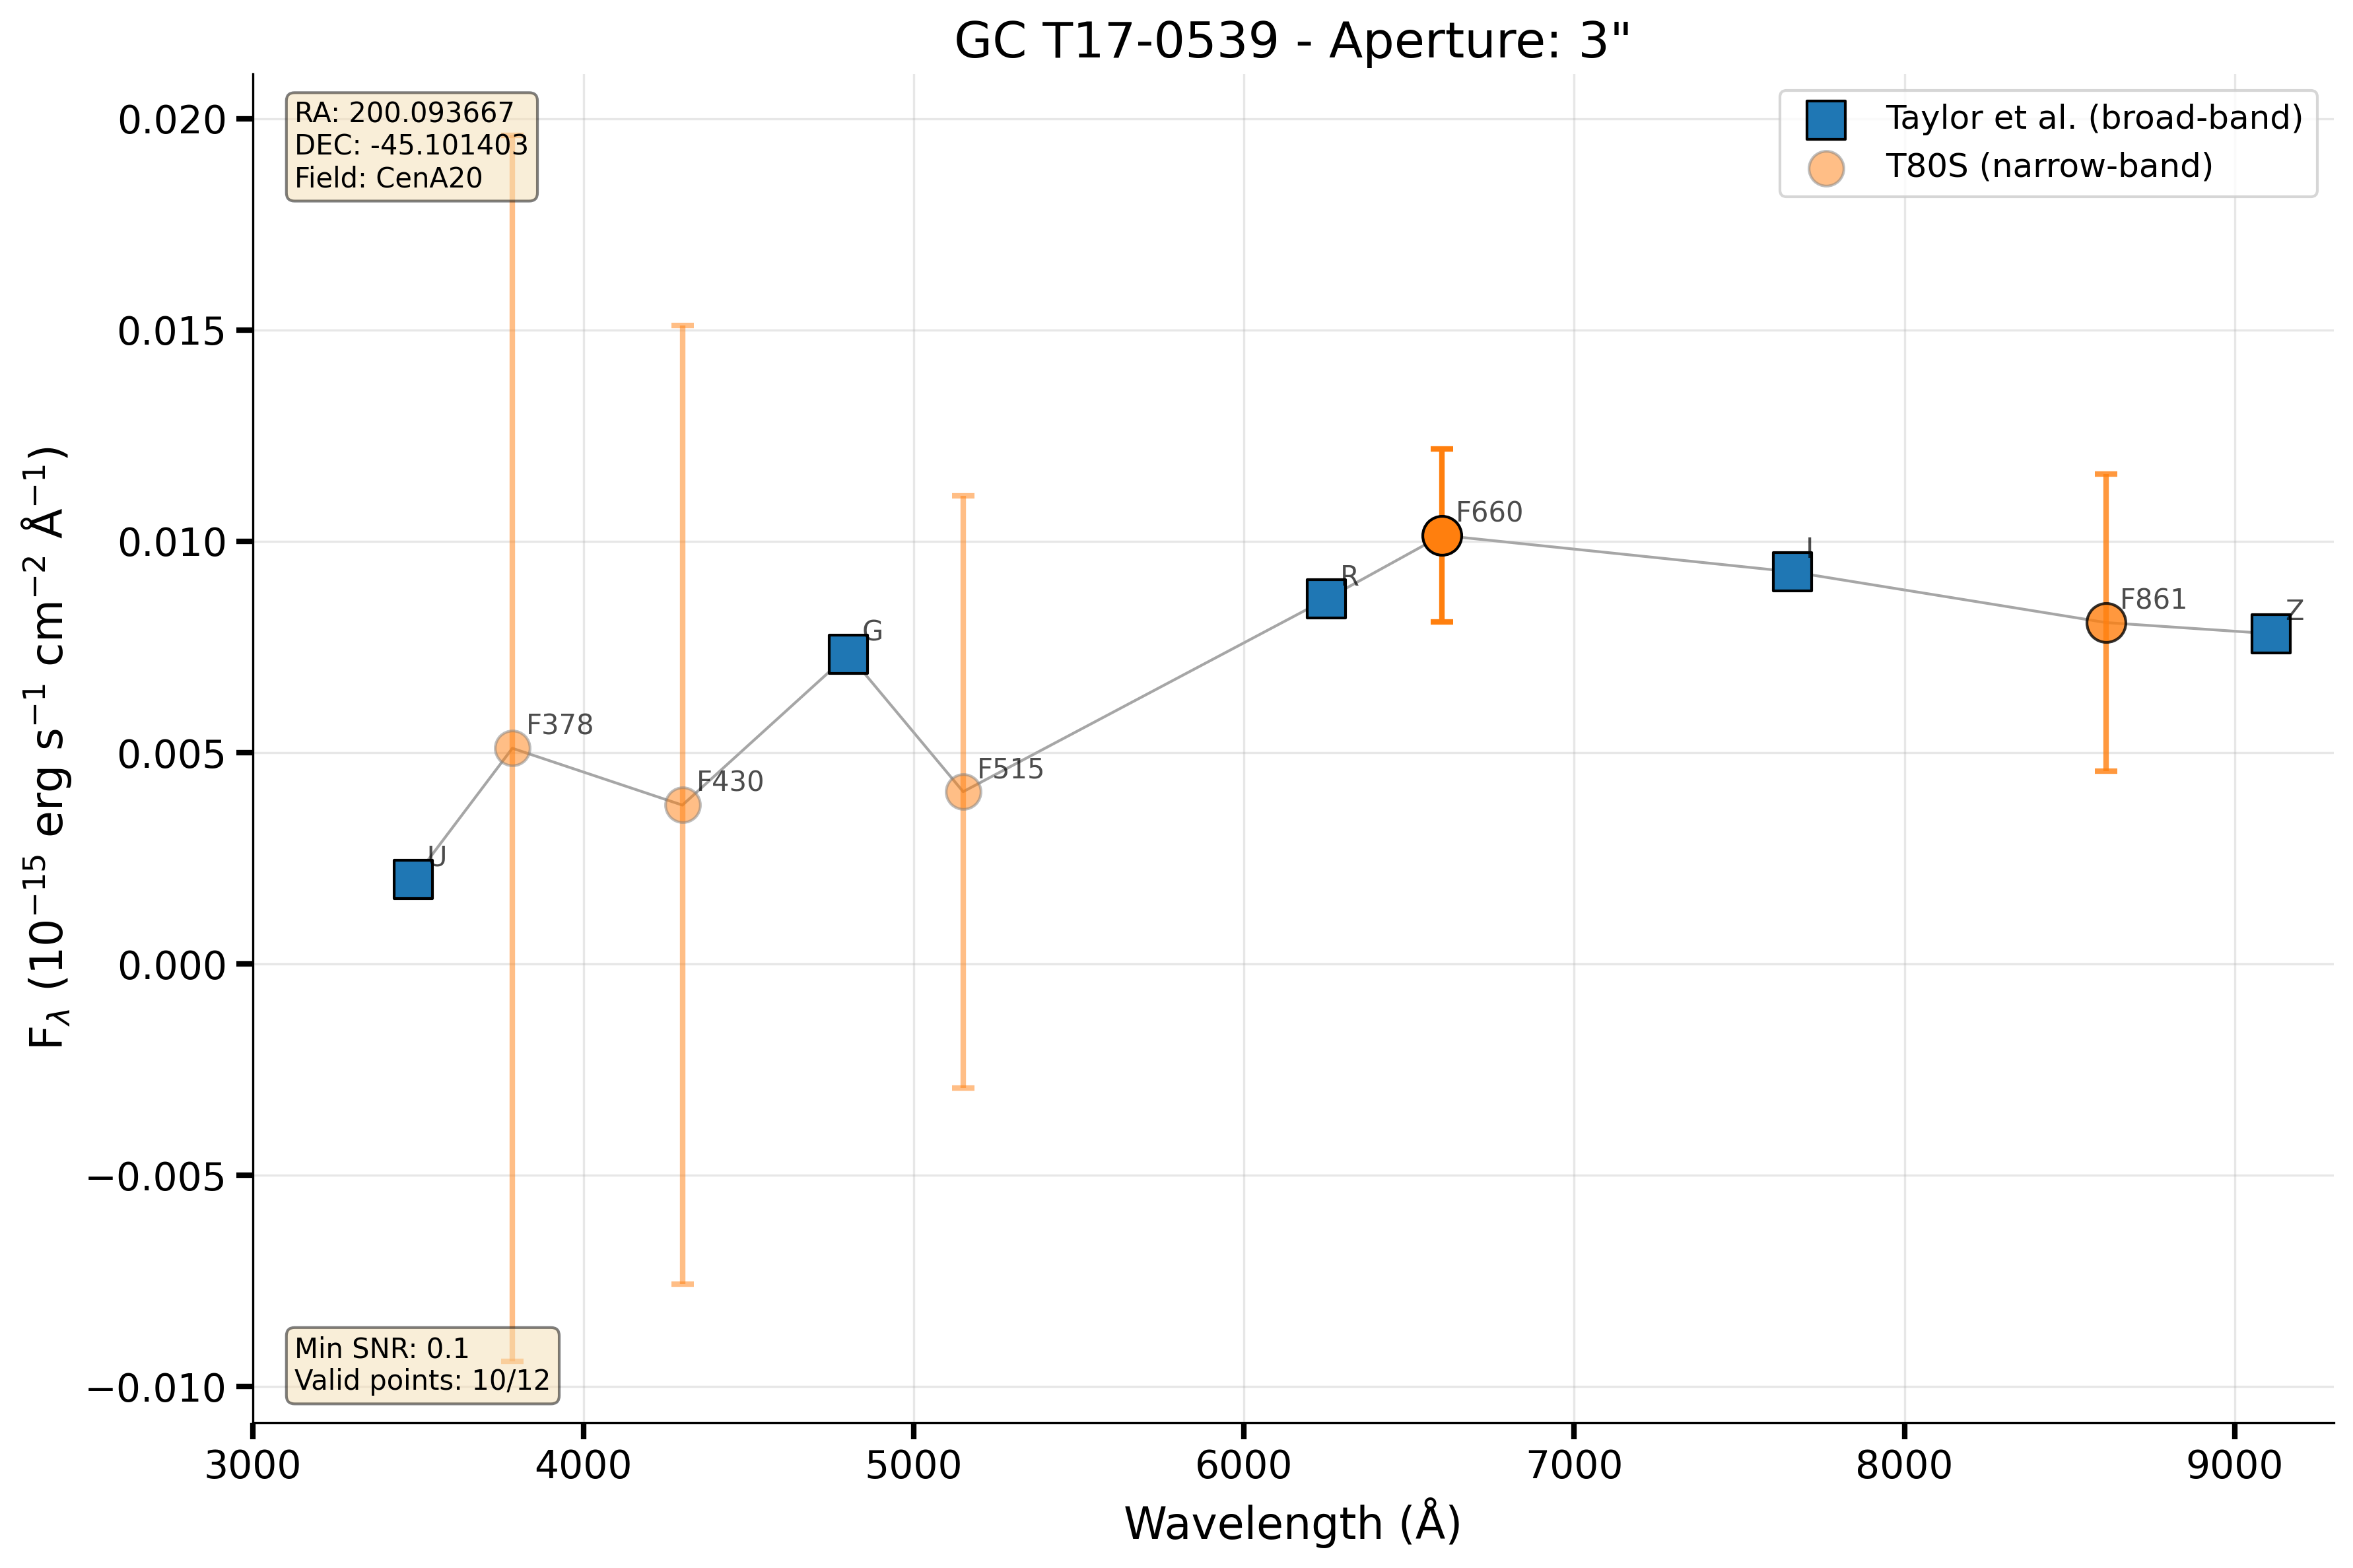 GC T17-0539 - Aperture: 3"
RA: 200.093667
DEC: -45.101403
Field: CenA20
Taylor et al. (broad-band)
T80S (narrow-band)
0.020
0.015
0.010
0.005
0.000
−0.005
−0.010
F_λ (10⁻¹⁵ erg s⁻¹ cm⁻² Å⁻¹)
U
F378
F430
G
F515
R
F660
I
F861
Z
Min SNR: 0.1
Valid points: 10/12
3000 4000 5000 6000 7000 8000 9000
Wavelength (Å)